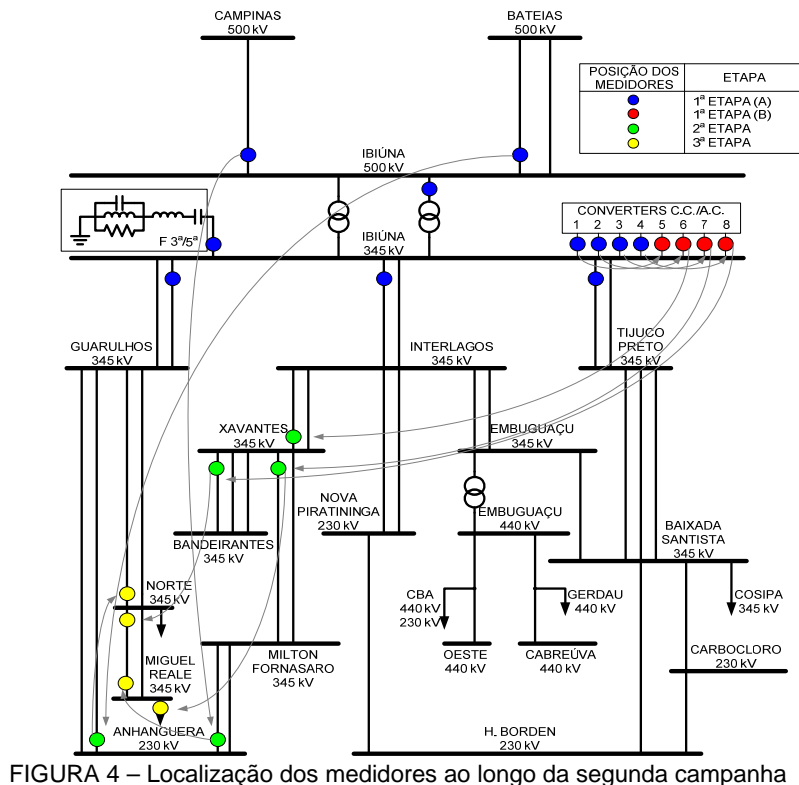 CAMPINAS
500 kV
BATEIAS
500 kV
POSIÇÃO DOS
MEDIDORES
ETAPA
1ª ETAPA (A)
1ª ETAPA (B)
2ª ETAPA
3ª ETAPA
IBIÚNA
500 kV
F 3ª/5ª
IBIÚNA
345 kV
CONVERTERS C.C./A.C.
1 2 3 4 5 6 7 8
GUARULHOS
345 kV
INTERLAGOS
345 kV
TIJUCO
PRETO
345 kV
XAVANTES
345 kV
EMBUGUAÇU
345 kV
NOVA
PIRATININGA
230 kV
EMBUGUAÇU
440 kV
BANDEIRANTES
345 kV
BAIXADA
SANTISTA
345 kV
NORTE
345 kV
CBA
440 kV
230 kV
GERDAU
440 kV
COSIPA
345 kV
MIGUEL
REALE
345 kV
MILTON
FORNASARO
345 kV
OESTE
440 kV
CABREÚVA
440 kV
CARBOCLORO
230 kV
ANHANGUERA
230 kV
H. BORDEN
230 kV
FIGURA 4 – Localização dos medidores ao longo da segunda campanha